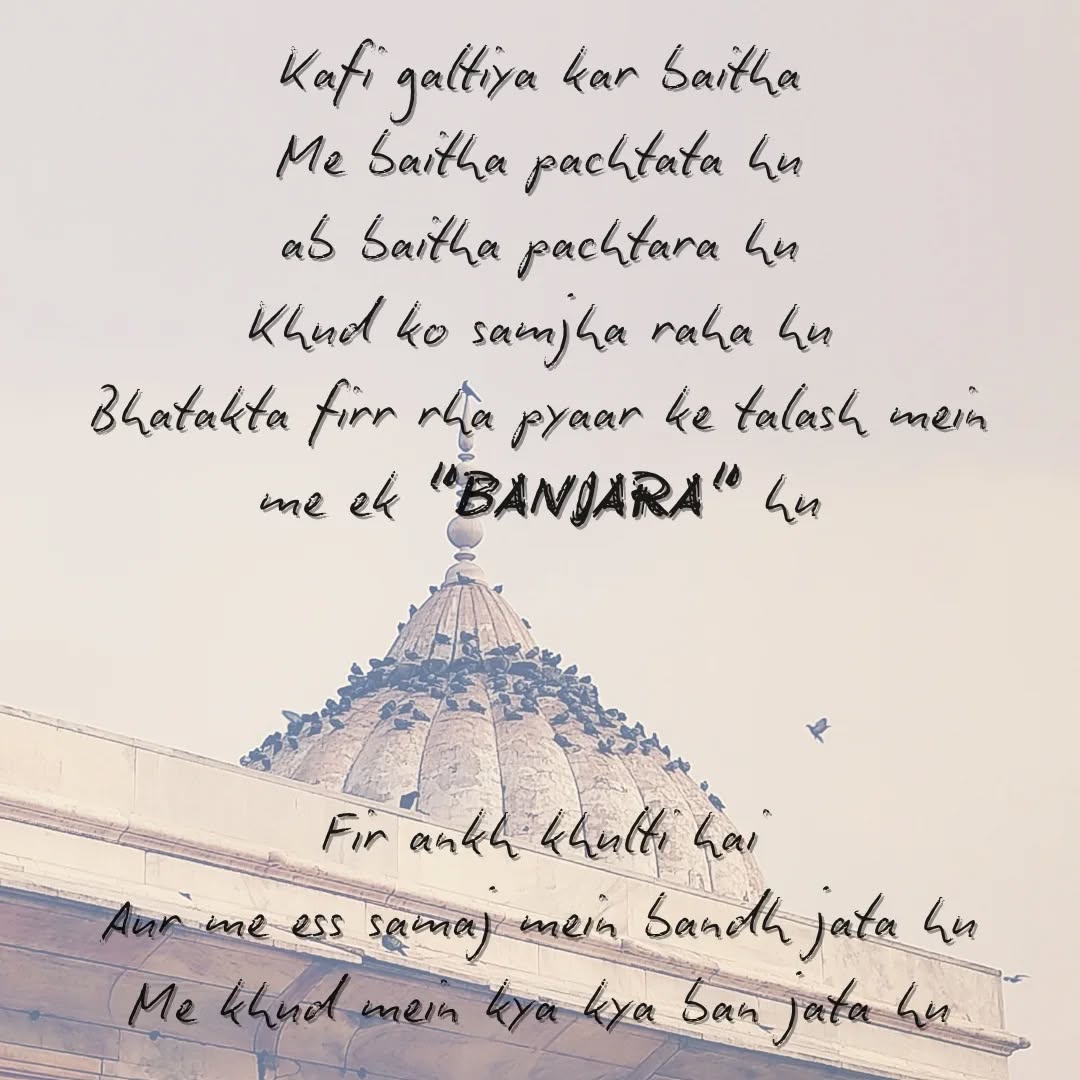 Kafi galtiya kar baitha
Me baitha pachtata hu
ab baitha pachtara hu
Khud ko samjha raha hu
Bhatakta firr rha pyaar ke talash mein
me ek "BANJARA" hu
Fir ankh khulti hai
Aur me ess samaj mein bandh jata hu
Me khud mein kya kya ban jata hu